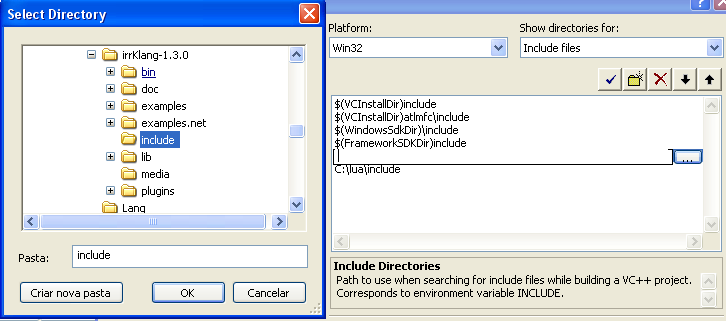 Select Directory
irrKlang-1.3.0
bin
doc
examples
examples.net
include
lib
media
plugins
Lang
Pasta:
include
Criar nova pasta
OK
Cancelar
Platform:
Show directories for:
Win32
Include files
$(VCInstallDir)include
$(VCInstallDir)atlmfc\include
$(WindowsSdkDir)\include
$(FrameworkSDKDir)include
...
C:\lua\include
Include Directories
Path to use when searching for include files while building a VC++ project.
Corresponds to environment variable INCLUDE.